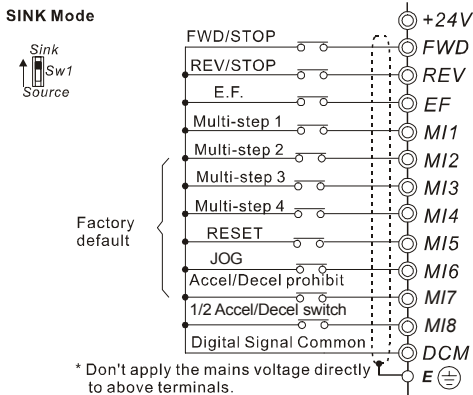 SINK Mode
Sink
Sw1
Source
+24V
FWD/STOP FWD
REV/STOP REV
E.F. EF
Multi-step 1 MI1
Multi-step 2 MI2
Multi-step 3 MI3
Multi-step 4 MI4
Factory
default
RESET MI5
JOG MI6
Accel/Decel prohibit MI7
1/2 Accel/Decel switch MI8
Digital Signal Common DCM
* Don't apply the mains voltage directly
to above terminals.
E